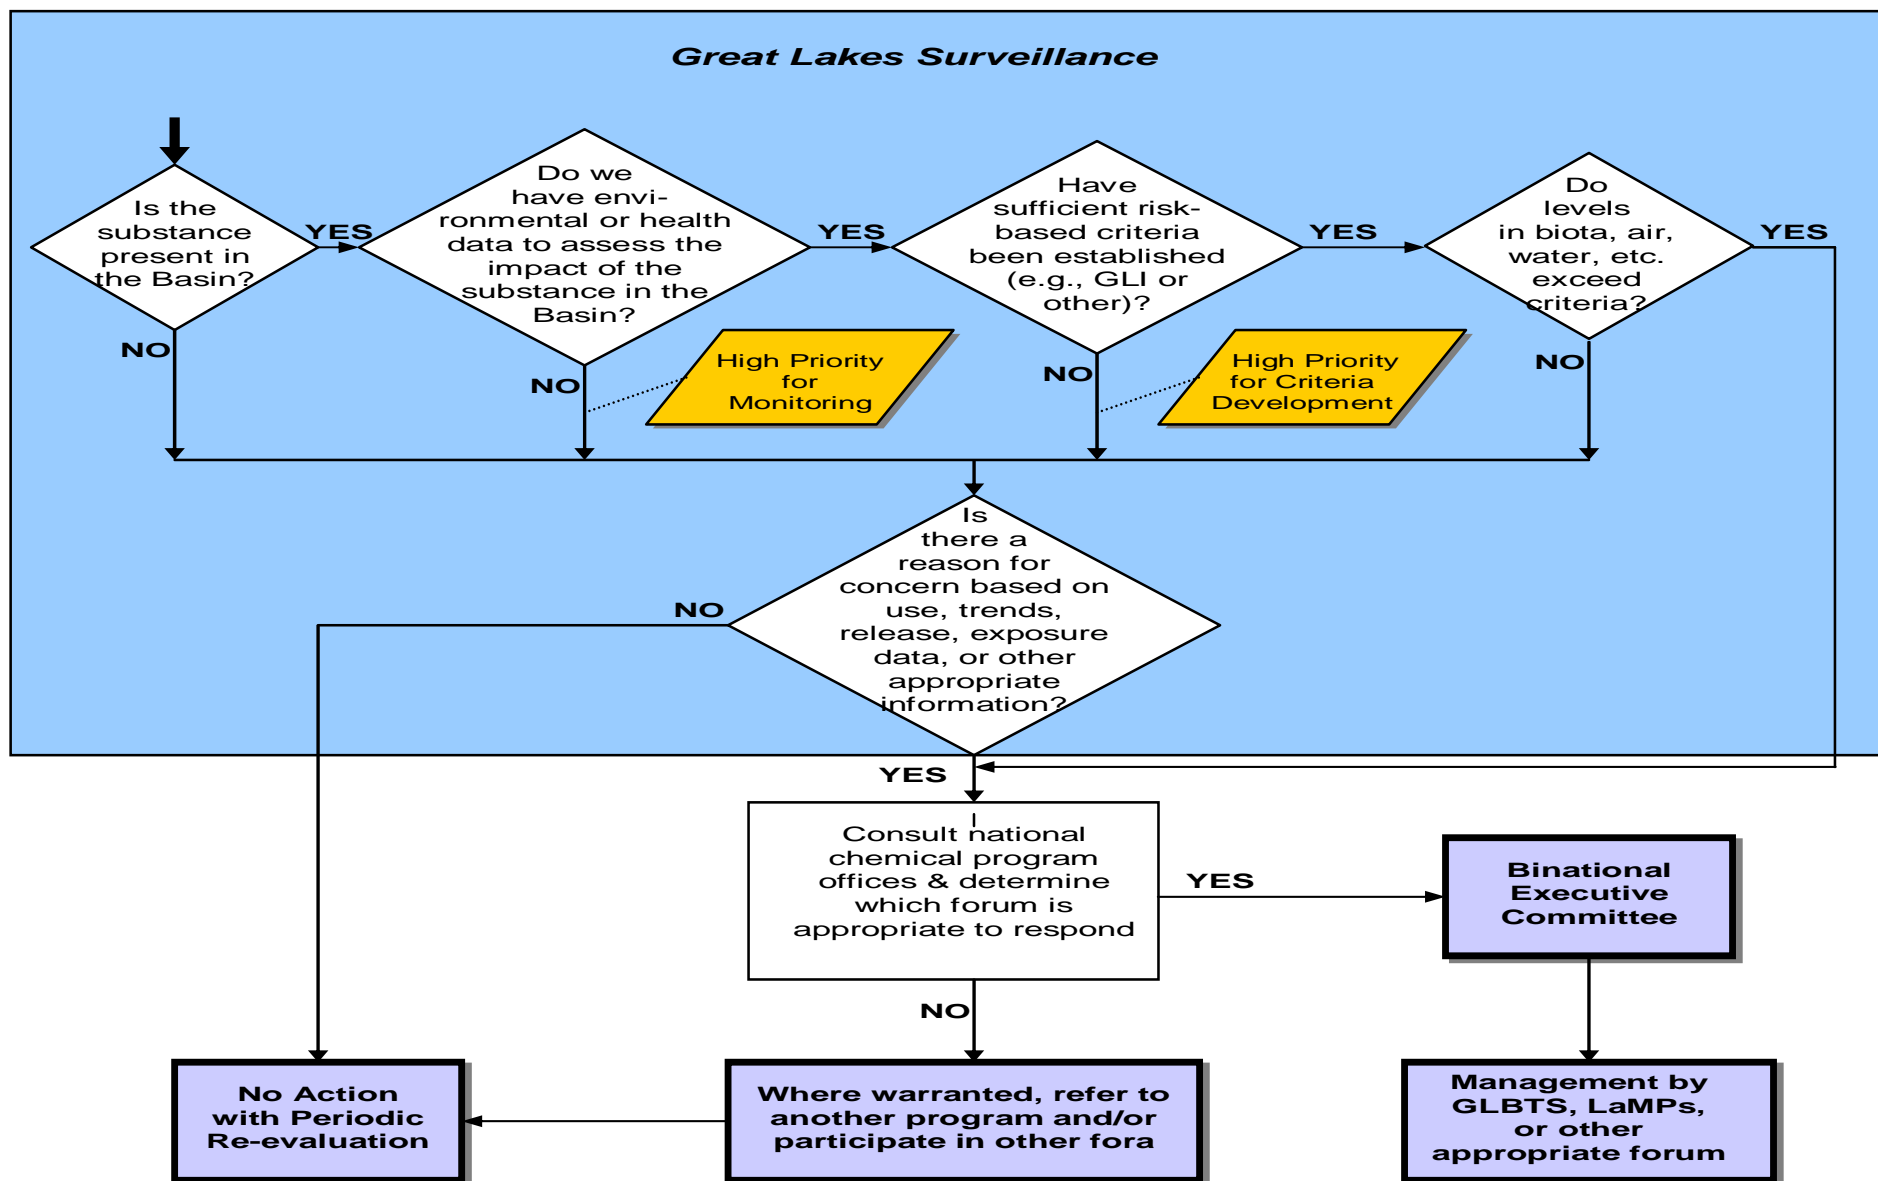 Great Lakes Surveillance
Is the
substance
present in
the Basin?
YES
NO
Do we
have envi-
ronmental or health
data to assess the
impact of the
substance in the
Basin?
YES
NO
High Priority
for
Monitoring
Have
sufficient risk-
based criteria
been established
(e.g., GLI or
other)?
YES
NO
High Priority
for Criteria
Development
Do
levels
in biota, air,
water, etc.
exceed
criteria?
YES
NO
Is
there a
reason for
concern based on
use, trends,
release, exposure
data, or other
appropriate
information?
NO
YES
Consult national
chemical program
offices & determine
which forum is
appropriate to respond
YES
NO
Binational
Executive
Committee
No Action
with Periodic
Re-evaluation
Where warranted, refer to
another program and/or
participate in other fora
Management by
GLBTS, LaMPs,
or other
appropriate forum